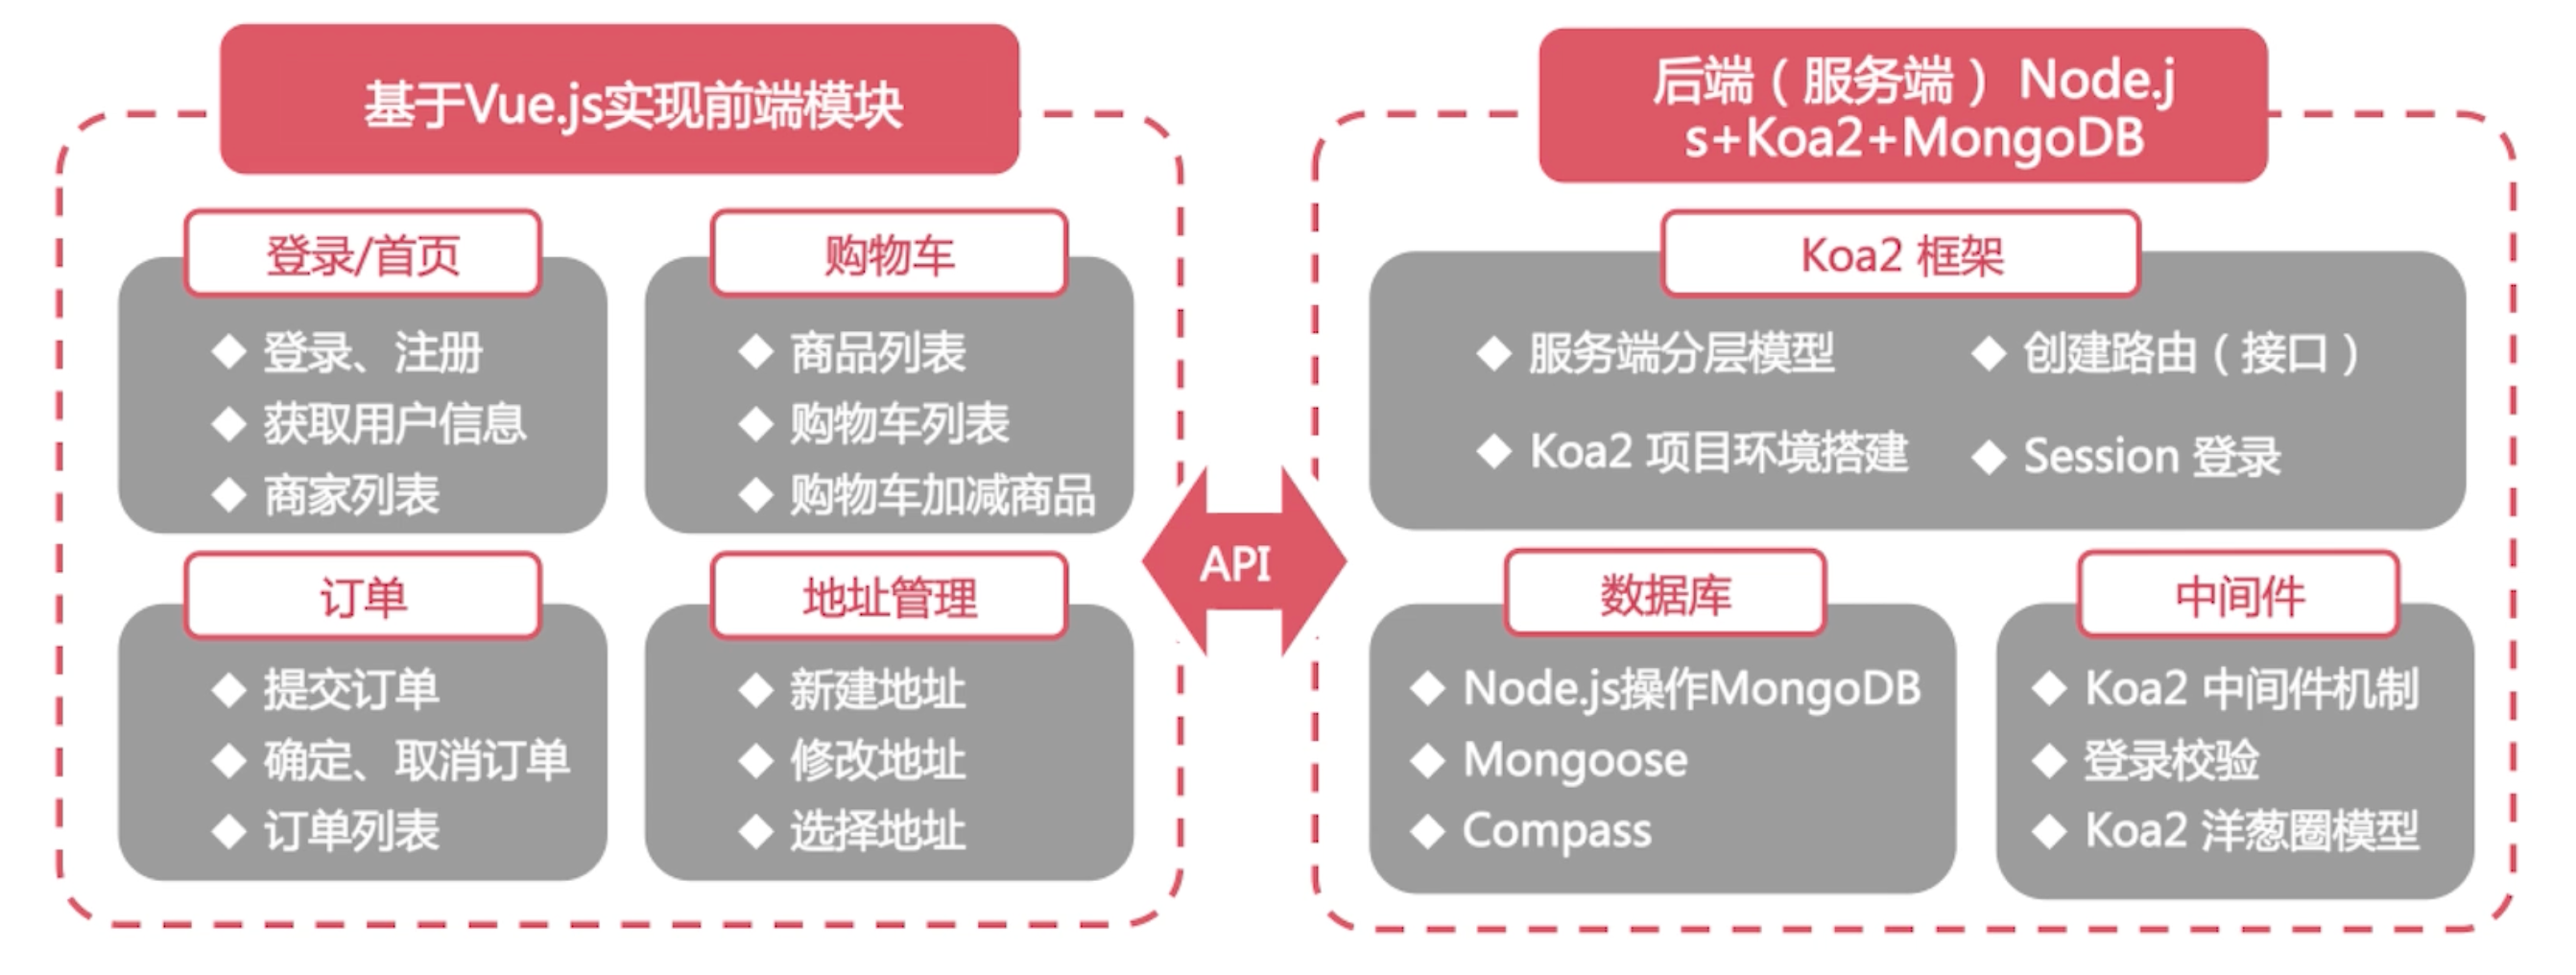 基于Vue.js实现前端模块
登录/首页
登录、注册
获取用户信息
商家列表
购物车
商品列表
购物车列表
购物车加减商品
订单
提交订单
确定、取消订单
订单列表
地址管理
新建地址
修改地址
选择地址
API
后端（服务端） Node.j
s+Koa2+MongoDB
Koa2 框架
服务端分层模型
创建路由（接口）
Koa2 项目环境搭建
Session 登录
数据库
Node.js操作MongoDB
Mongoose
Compass
中间件
Koa2 中间件机制
登录校验
Koa2 洋葱圈模型